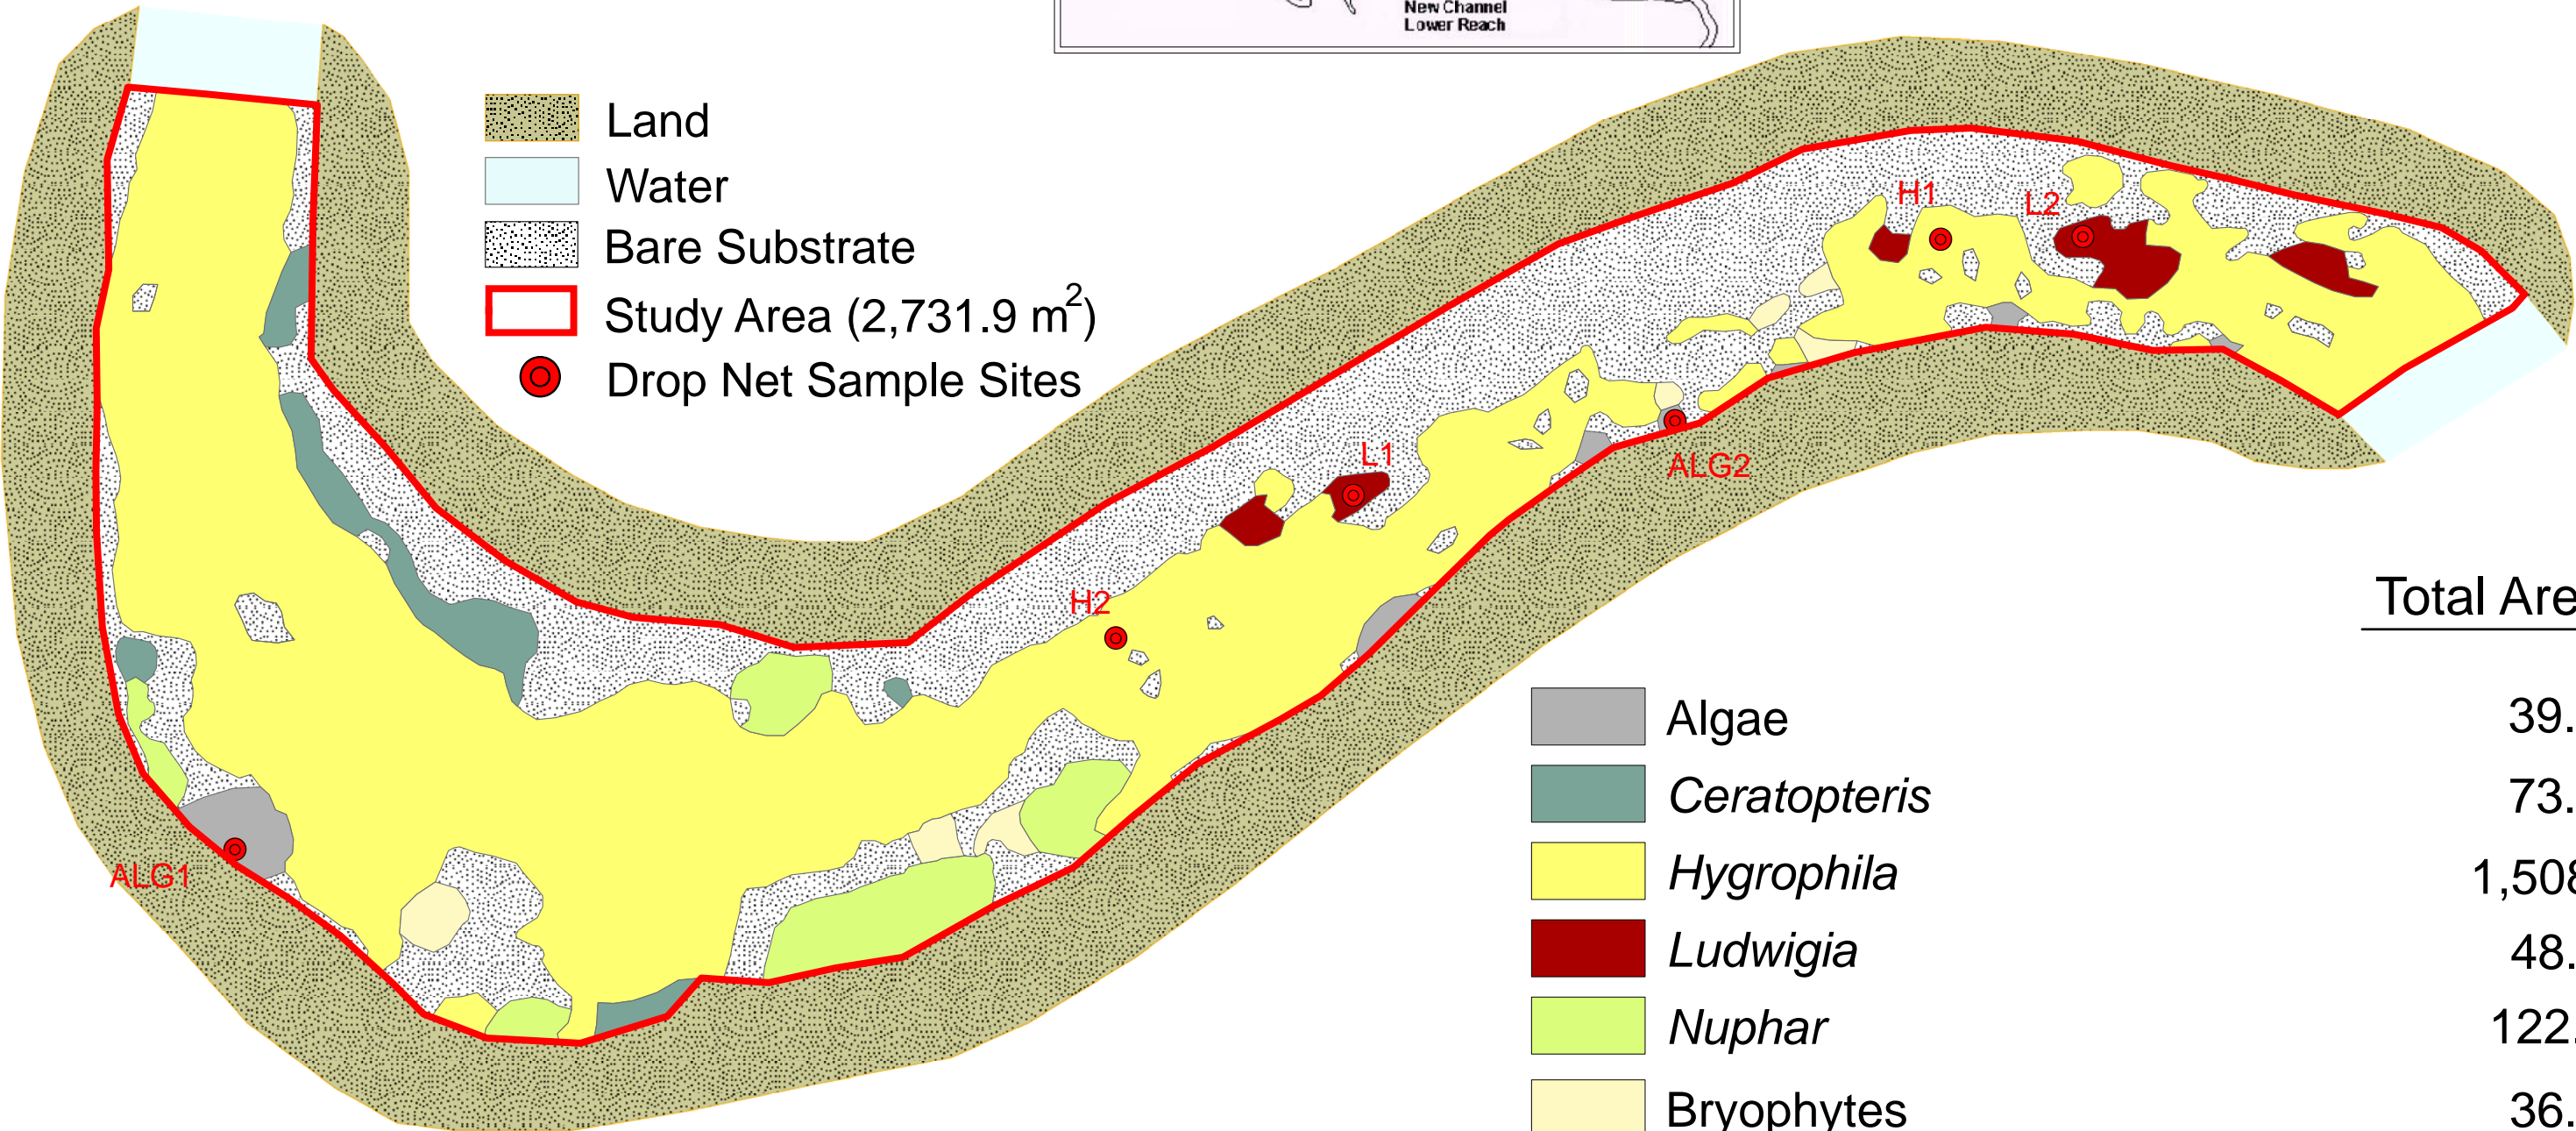 New Channel
Lower Reach
Land
Water
Bare Substrate
Study Area (2,731.9 m²)
Drop Net Sample Sites
H1
L2
L1
ALG2
H2
ALG1
Total Are
Algae 39.
Ceratopteris 73.
Hygrophila 1,508
Ludwigia 48.
Nuphar 122.
Bryophytes 36.